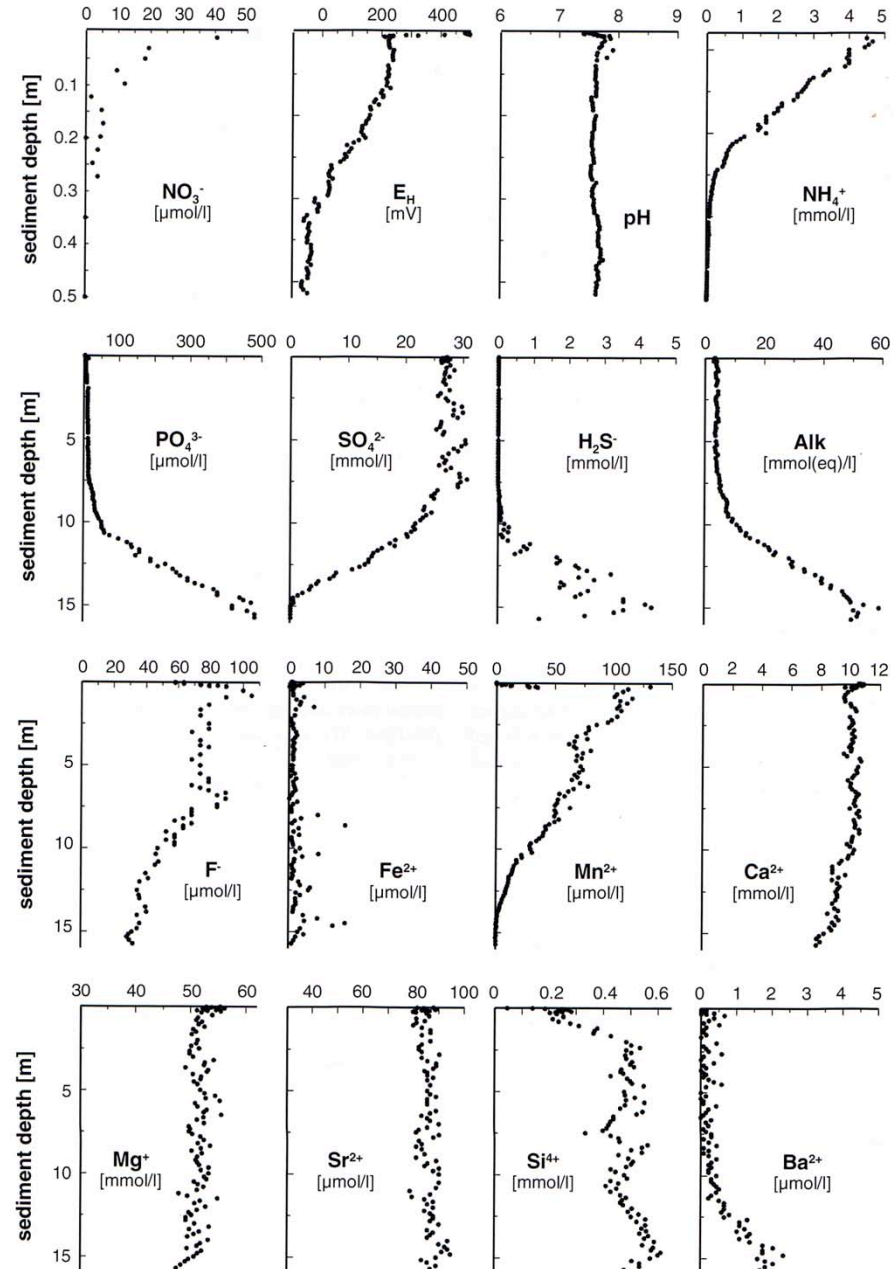 0 10 20 30 40 50
0 200 400
6 7 8 9
0 1 2 3 4 5
sediment depth [m]
0.1
0.2
0.3
0.4
0.5
NO₃⁻
[µmol/l]
E_H
[mV]
pH
NH₄⁺
[mmol/l]
100 300 500
0 10 20 30
0 1 2 3 4 5
0 20 40 60
sediment depth [m]
5
10
15
PO₄³⁻
[µmol/l]
SO₄²⁻
[mmol/l]
H₂S⁻
[mmol/l]
Alk
[mmol(eq)/l]
0 20 40 60 80 100
0 10 20 30 40 50
0 50 100 150
0 2 4 6 8 10 12
sediment depth [m]
5
10
15
F⁻
[µmol/l]
Fe²⁺
[µmol/l]
Mn²⁺
[µmol/l]
Ca²⁺
[mmol/l]
30 40 50 60
40 60 80 100
0 0.2 0.4 0.6
0 1 2 3 4 5
sediment depth [m]
5
10
15
Mg⁺
[mmol/l]
Sr²⁺
[µmol/l]
Si⁴⁺
[mmol/l]
Ba²⁺
[µmol/l]